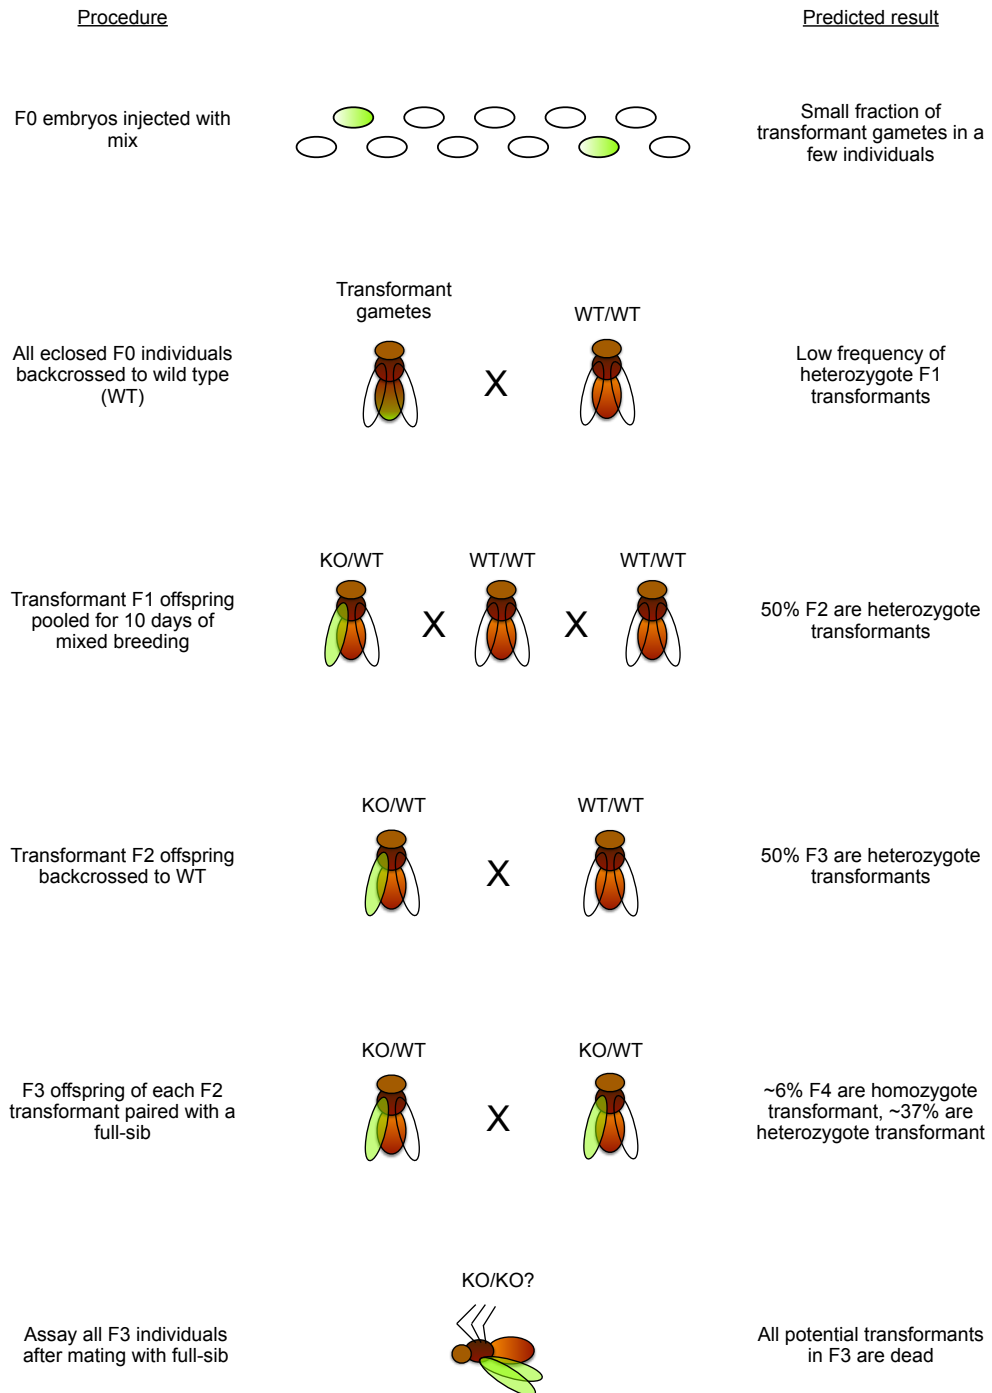 Procedure
Predicted result
F0 embryos injected with
mix
Small fraction of
transformant gametes in a
few individuals
Transformant
gametes
WT/WT
All eclosed F0 individuals
backcrossed to wild type
(WT)
X
Low frequency of
heterozygote F1
transformants
KO/WT
WT/WT
WT/WT
Transformant F1 offspring
pooled for 10 days of
mixed breeding
X
X
50% F2 are heterozygote
transformants
KO/WT
WT/WT
Transformant F2 offspring
backcrossed to WT
X
50% F3 are heterozygote
transformants
KO/WT
KO/WT
F3 offspring of each F2
transformant paired with a
full-sib
X
~6% F4 are homozygote
transformant, ~37% are
heterozygote transformant
KO/KO?
Assay all F3 individuals
after mating with full-sib
All potential transformants
in F3 are dead